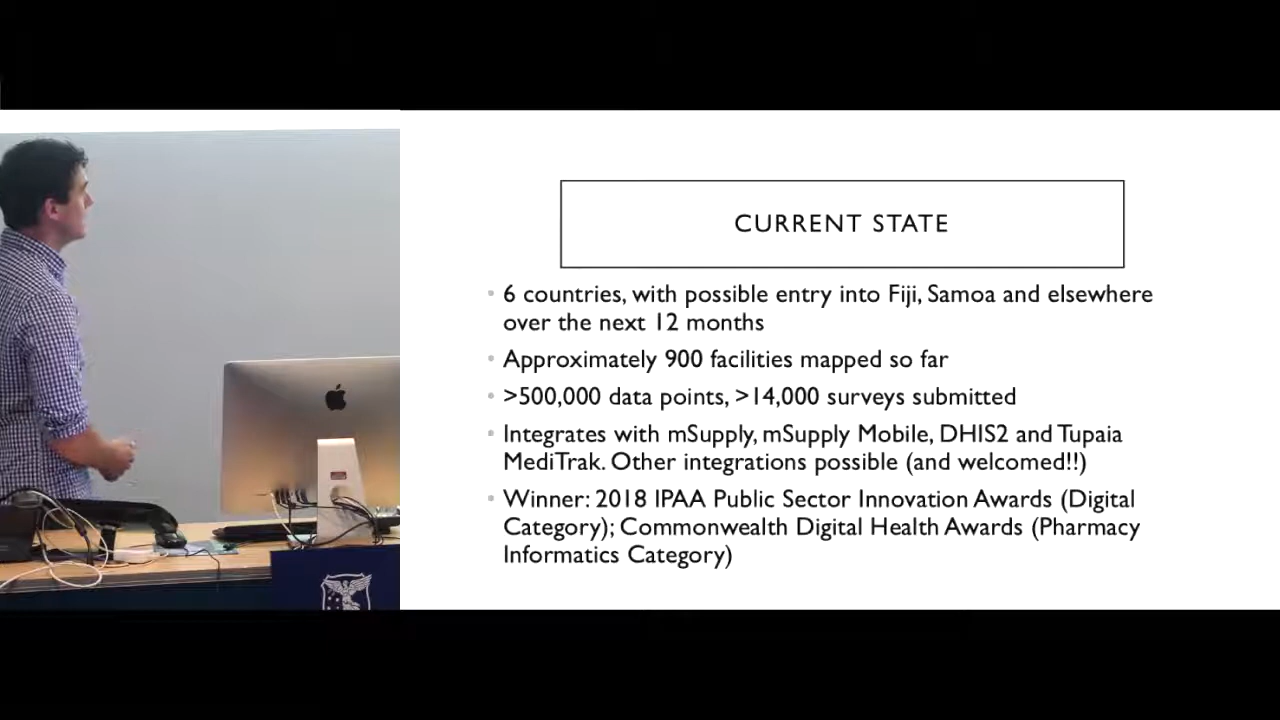 CURRENT STATE
6 countries, with possible entry into Fiji, Samoa and elsewhere
over the next 12 months
Approximately 900 facilities mapped so far
>500,000 data points, >14,000 surveys submitted
Integrates with mSupply, mSupply Mobile, DHIS2 and Tupaia
MediTrak. Other integrations possible (and welcomed!!)
Winner: 2018 IPAA Public Sector Innovation Awards (Digital
Category); Commonwealth Digital Health Awards (Pharmacy
Informatics Category)